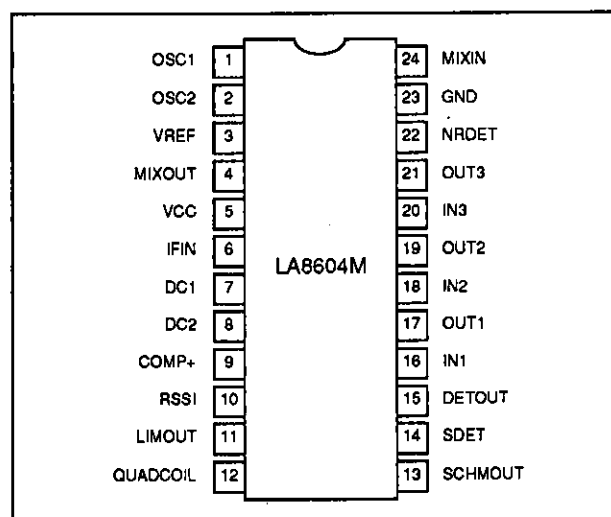 OSC1 1 24 MIXIN
OSC2 2 23 GND
VREF 3 22 NRDET
MIXOUT 4 21 OUT3
VCC 5 20 IN3
IFIN 6 19 OUT2
LA8604M
DC1 7 18 IN2
DC2 8 17 OUT1
COMP+ 9 16 IN1
RSSI 10 15 DETOUT
LIMOUT 11 14 SDET
QUADCOIL 12 13 SCHMOUT